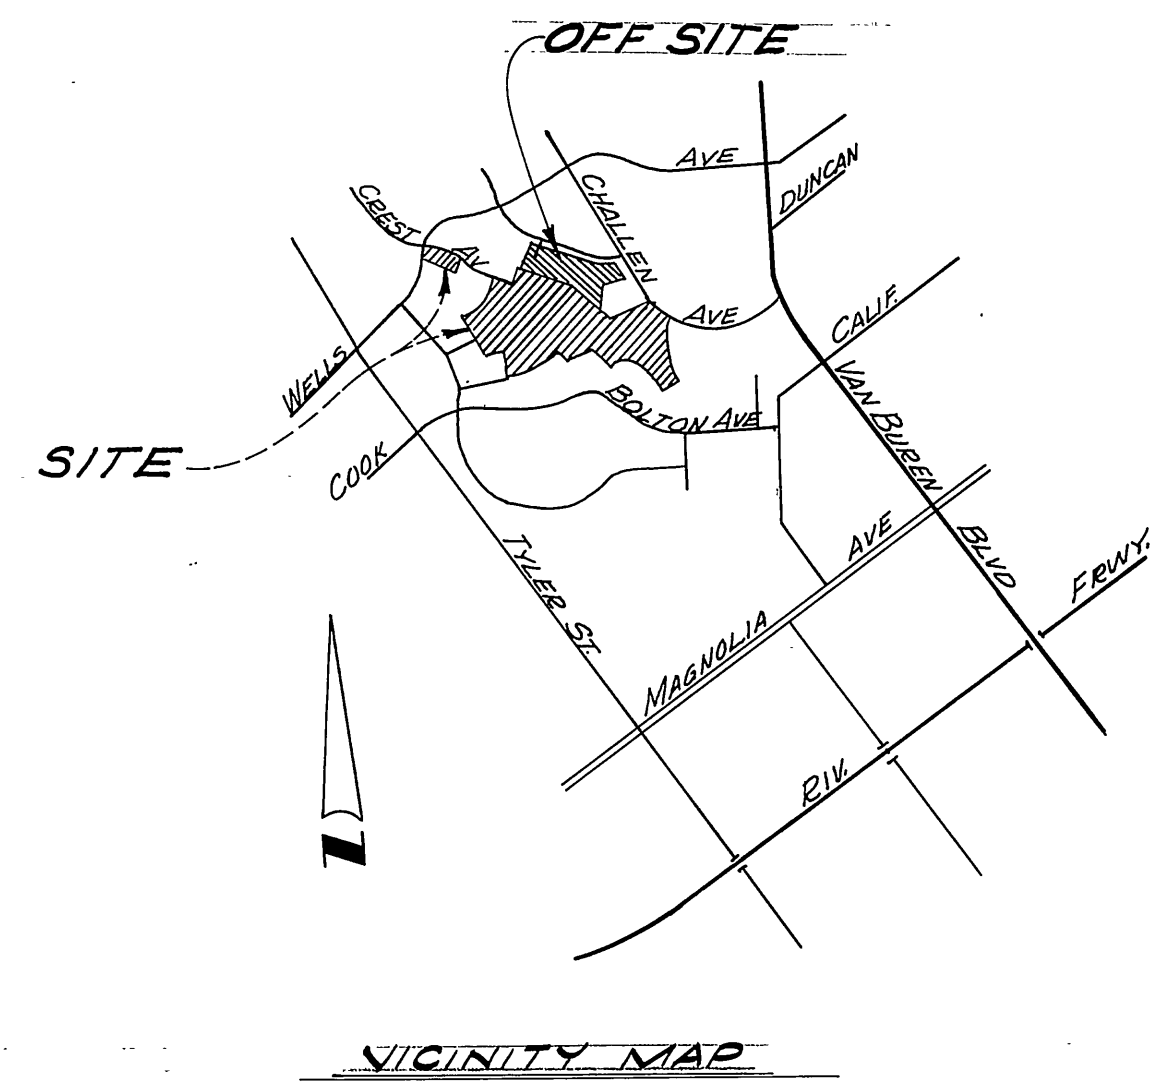 OFF SITE
AVE
DUNCAN
CHALLEN
AVE
CREST AV
CALIF.
WELLS
VAN BUREN BLVD
BOLTON AVE
SITE
COOK
TYLER ST.
MAGNOLIA AVE
RIV. FRWY.
N
VICINITY MAP